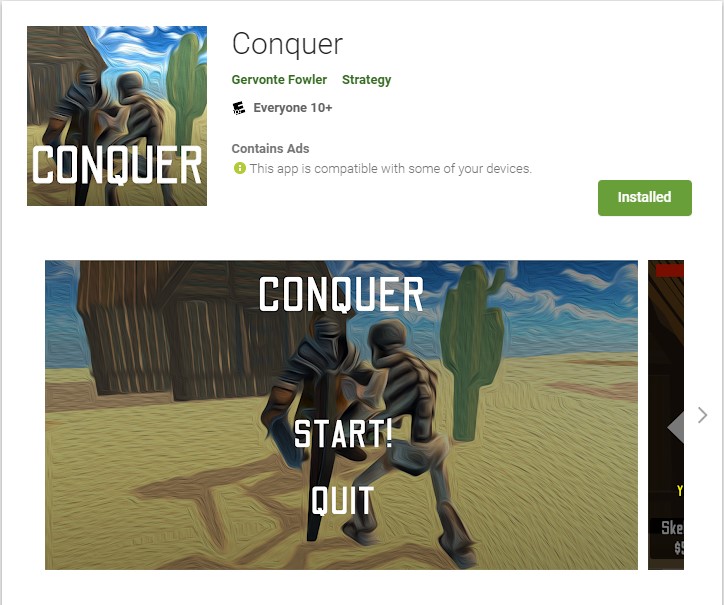 CONQUER
Conquer
Gervonte Fowler Strategy
E Everyone 10+
Contains Ads
This app is compatible with some of your devices.
Installed
CONQUER
START!
QUIT
Y
Ske